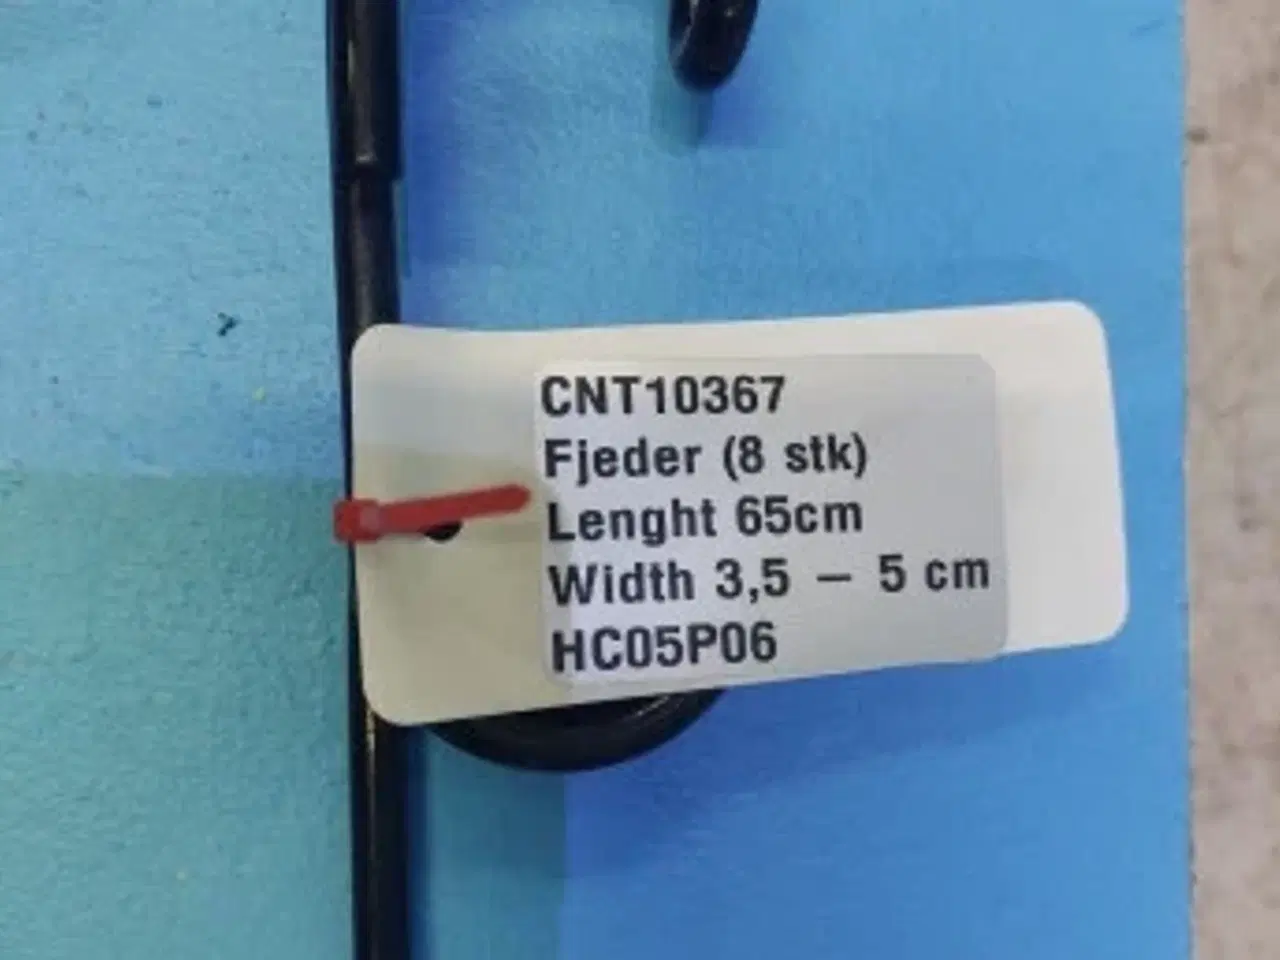 CNT10367
Fjeder (8 stk)
Lenght 65cm
Width 3,5 – 5 cm
HC05P06